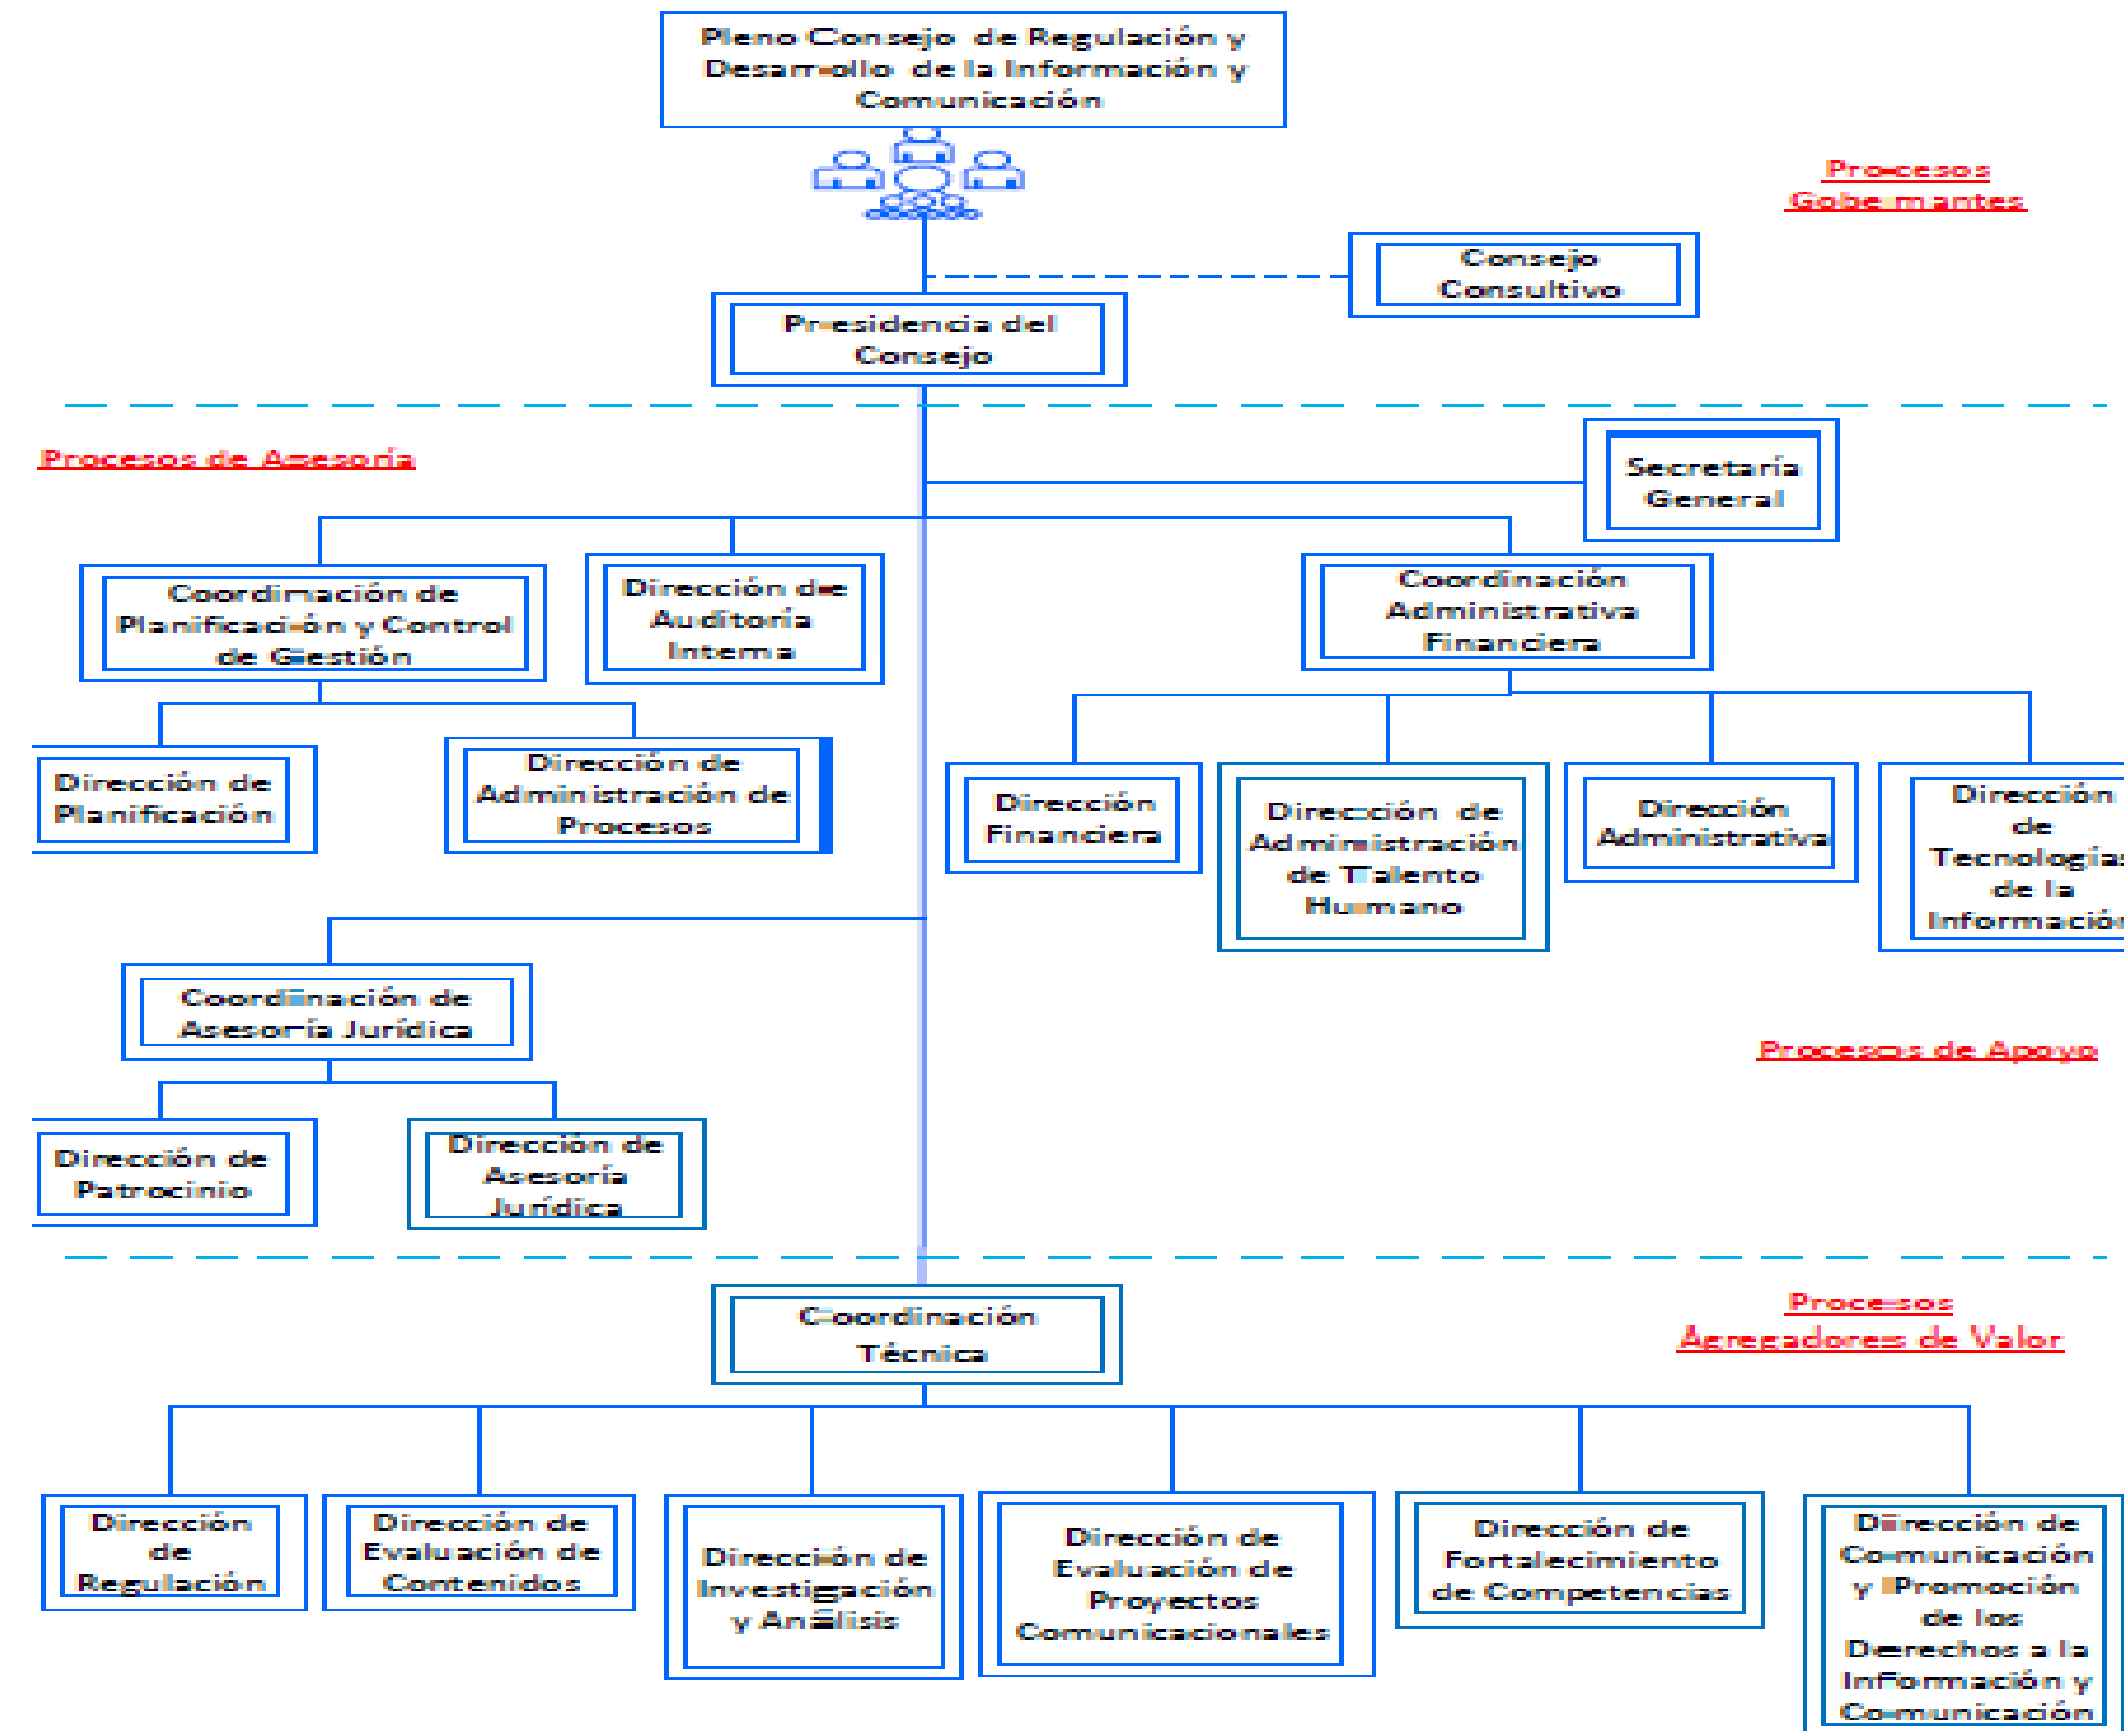 Pleno Consejo de Regulación y
Desarrollo de la Información y
Comunicación
Procesos
Gobernantes
Consejo
Consultivo
Presidencia del
Consejo
Procesos de Asesoría
Secretaría
General
Coordinación de
Planificación y Control
de Gestión
Dirección de
Auditoría
Interna
Coordinación
Administrativa
Financiera
Dirección de
Planificación
Dirección de
Administración de
Procesos
Dirección
Financiera
Dirección de
Administración
de Talento
Humano
Dirección
Administrativa
Dirección
de
Tecnologías
de la
Información
Coordinación de
Asesoría Jurídica
Procesos de Apoyo
Dirección de
Patrocinio
Dirección de
Asesoría
Jurídica
Procesos
Agregadores de Valor
Coordinación
Técnica
Dirección
de
Regulación
Dirección de
Evaluación de
Contenidos
Dirección de
Investigación
y Análisis
Dirección de
Evaluación de
Proyectos
Comunicacionales
Dirección de
Fortalecimiento
de Competencias
Dirección de
Comunicación
y Promoción
de los
Derechos a la
Información y
Comunicación